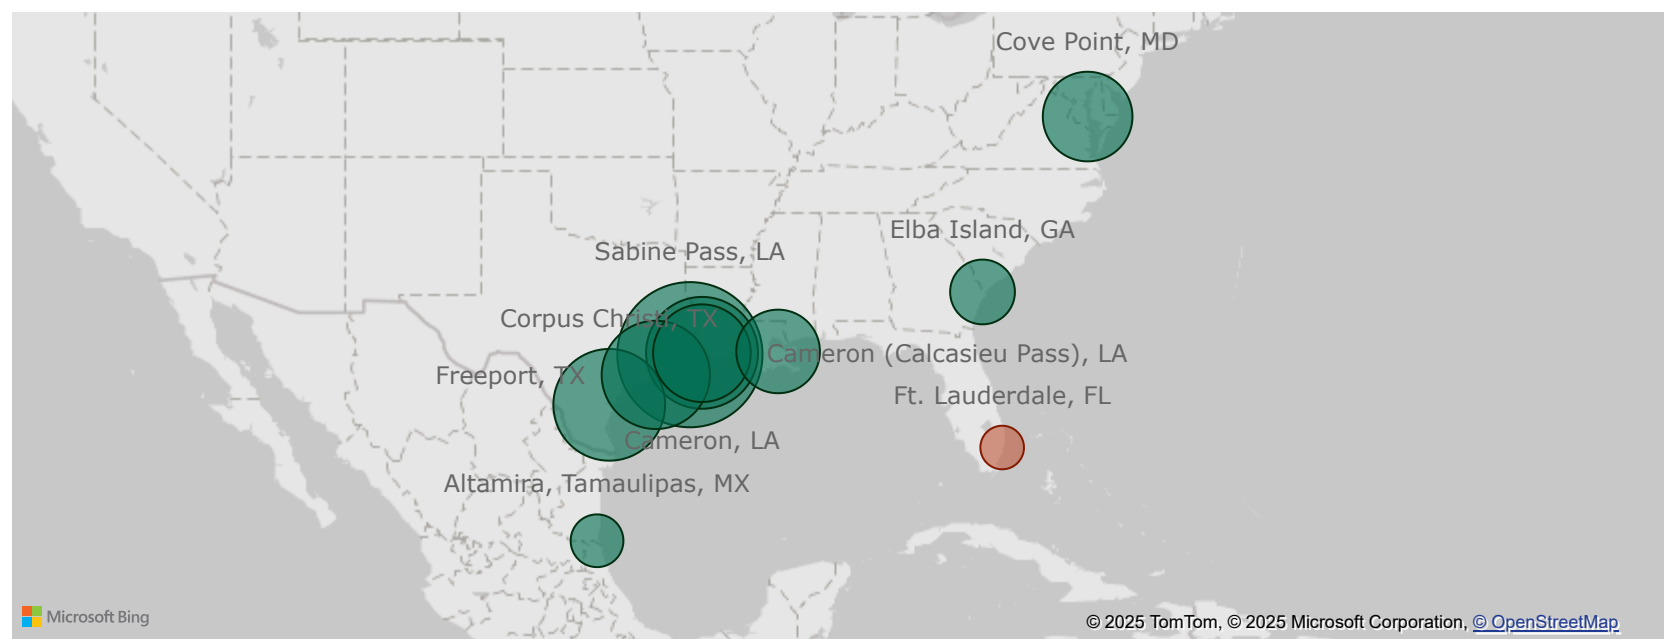 Cove Point, MD
Elba Island, GA
Sabine Pass, LA
Corpus Christi, TX
Cameron (Calcasieu Pass), LA
Freeport, TX
Ft. Lauderdale, FL
Cameron, LA
Altamira, Tamaulipas, MX
Microsoft Bing
© 2025 TomTom, © 2025 Microsoft Corporation, © OpenStreetMap